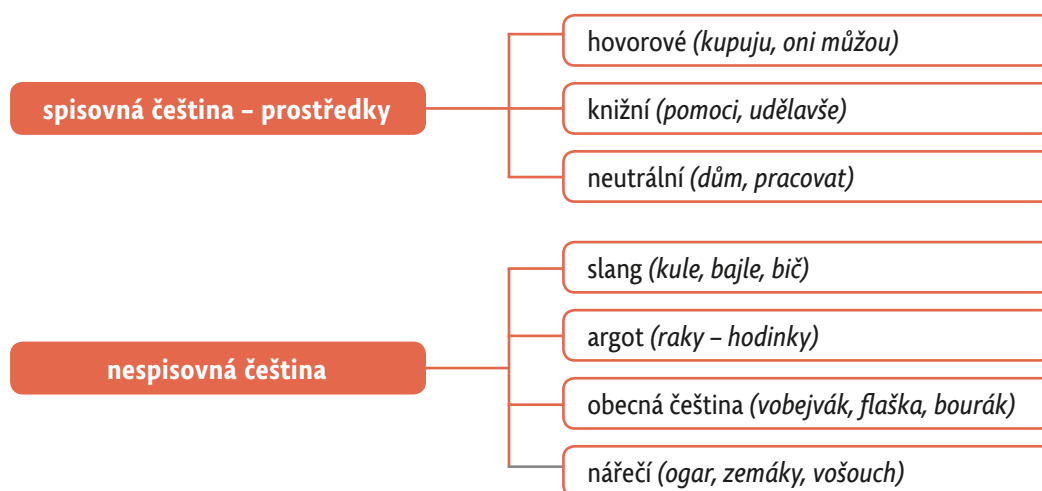 spisovná čeština – prostředky
hovorové (kupuju, oni můžou)
knižní (pomoci, udělavše)
neutrální (dům, pracovat)
nespisovná čeština
slang (kule, bajle, bič)
argot (raky – hodinky)
obecná čeština (vobejvák, flaška, bourák)
nářečí (ogar, zemáky, vošouch)